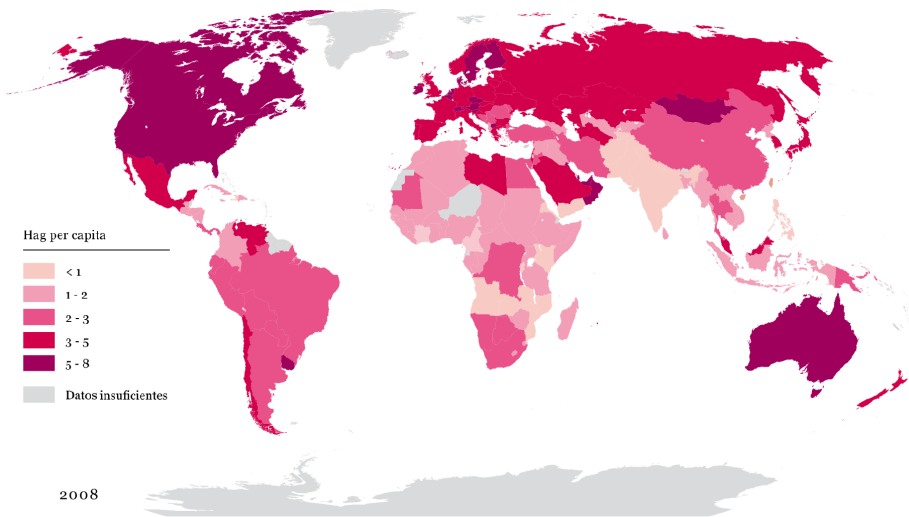 Hag per capita
< 1
1 - 2
2 - 3
3 - 5
5 - 8
Datos insuficientes
2008